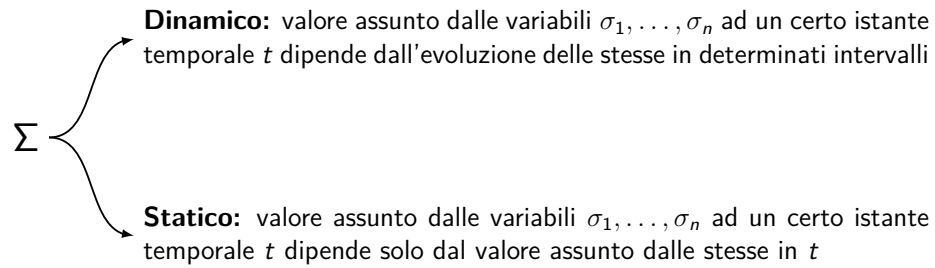 Dinamico: valore assunto dalle variabili σ₁, . . . , σₙ ad un certo istante
temporale t dipende dall'evoluzione delle stesse in determinati intervalli
Σ
Statico: valore assunto dalle variabili σ₁, . . . , σₙ ad un certo istante
temporale t dipende solo dal valore assunto dalle stesse in t